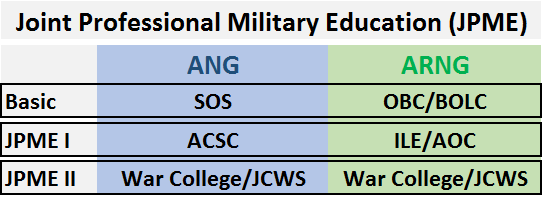 Joint Professional Military Education (JPME)
ANG ARNG
Basic SOS OBC/BOLC
JPME I ACSC ILE/AOC
JPME II War College/JCWS War College/JCWS